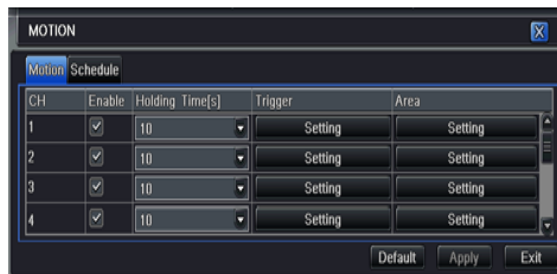 MOTION X
Motion Schedule
CH Enable Holding Time[s] Trigger Area
1 10 Setting Setting
2 10 Setting Setting
3 10 Setting Setting
4 10 Setting Setting
Default Apply Exit